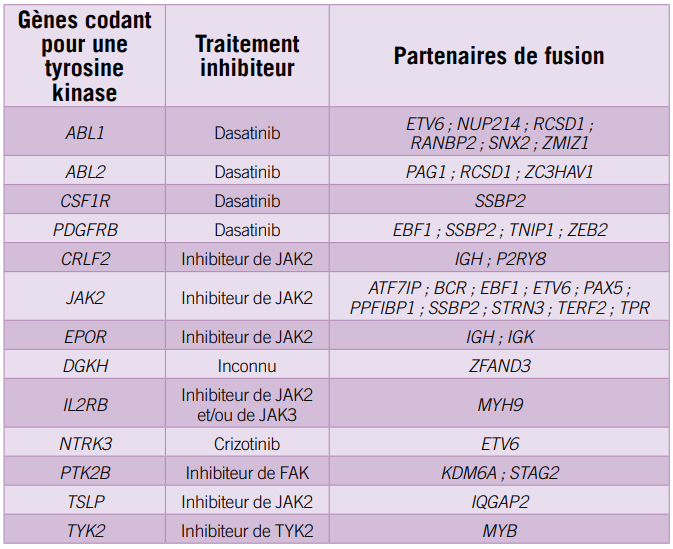 Gènes codant
pour une
tyrosine
kinase
Traitement
inhibiteur
Partenaires de fusion
ABL1
Dasatinib
ETV6 ; NUP214 ; RCSD1 ;
RANBP2 ; SNX2 ; ZMIZ1
ABL2
Dasatinib
PAG1 ; RCSD1 ; ZC3HAV1
CSF1R
Dasatinib
SSBP2
PDGFRB
Dasatinib
EBF1 ; SSBP2 ; TNIP1 ; ZEB2
CRLF2
Inhibiteur de JAK2
IGH ; P2RY8
JAK2
Inhibiteur de JAK2
ATF7IP ; BCR ; EBF1 ; ETV6 ; PAX5 ;
PPFIBP1 ; SSBP2 ; STRN3 ; TERF2 ; TPR
EPOR
Inhibiteur de JAK2
IGH ; IGK
DGKH
Inconnu
ZFAND3
IL2RB
Inhibiteur de JAK2
et/ou de JAK3
MYH9
NTRK3
Crizotinib
ETV6
PTK2B
Inhibiteur de FAK
KDM6A ; STAG2
TSLP
Inhibiteur de JAK2
IQGAP2
TYK2
Inhibiteur de TYK2
MYB